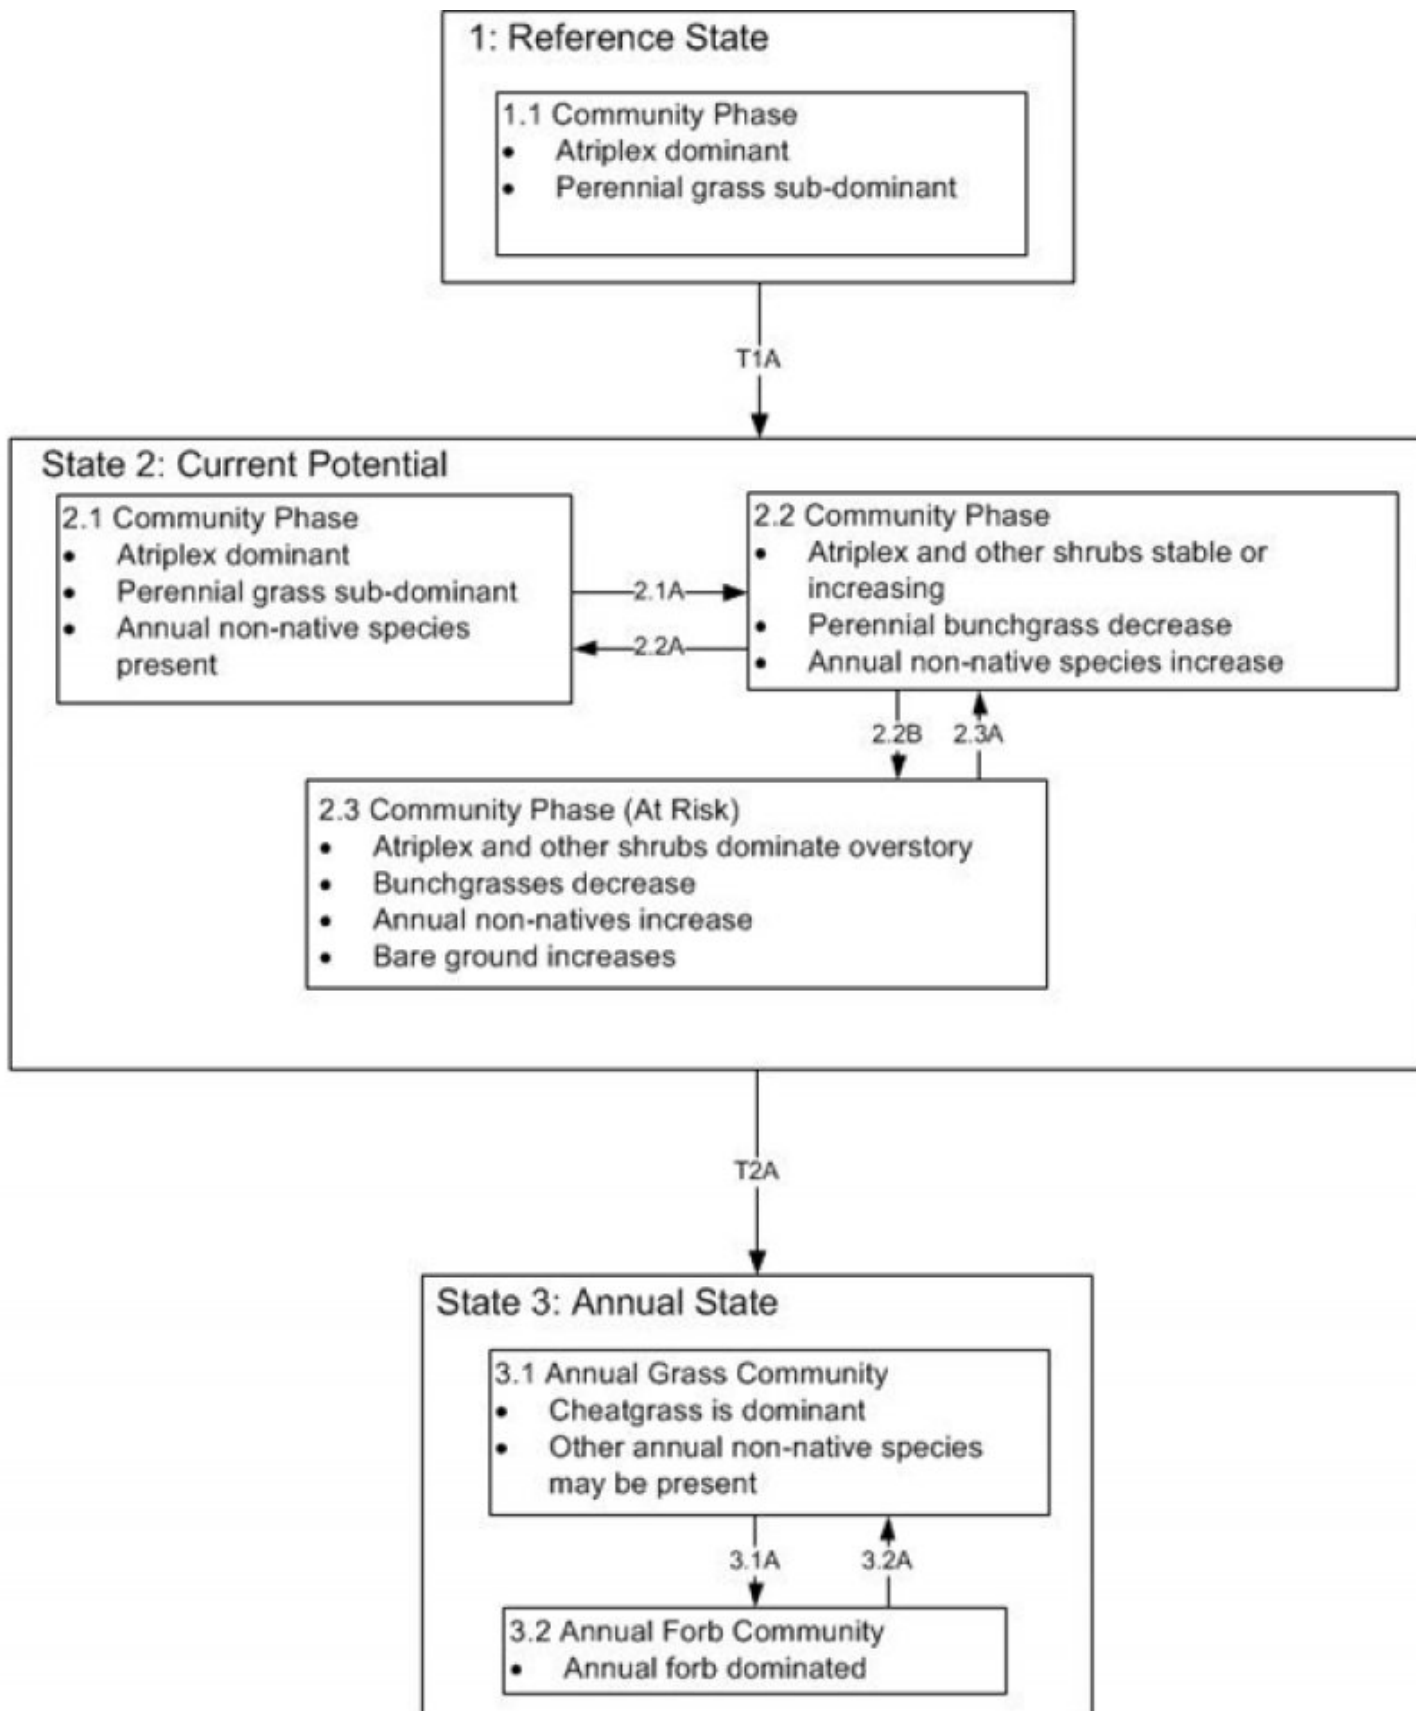 1: Reference State
1.1 Community Phase
• Atriplex dominant
• Perennial grass sub-dominant
T1A
State 2: Current Potential
2.1 Community Phase
• Atriplex dominant
• Perennial grass sub-dominant
• Annual non-native species
present
2.1A
2.2A
2.2 Community Phase
• Atriplex and other shrubs stable or
increasing
• Perennial bunchgrass decrease
• Annual non-native species increase
2.2B
2.3A
2.3 Community Phase (At Risk)
• Atriplex and other shrubs dominate overstory
• Bunchgrasses decrease
• Annual non-natives increase
• Bare ground increases
T2A
State 3: Annual State
3.1 Annual Grass Community
• Cheatgrass is dominant
• Other annual non-native species
may be present
3.1A
3.2A
3.2 Annual Forb Community
• Annual forb dominated